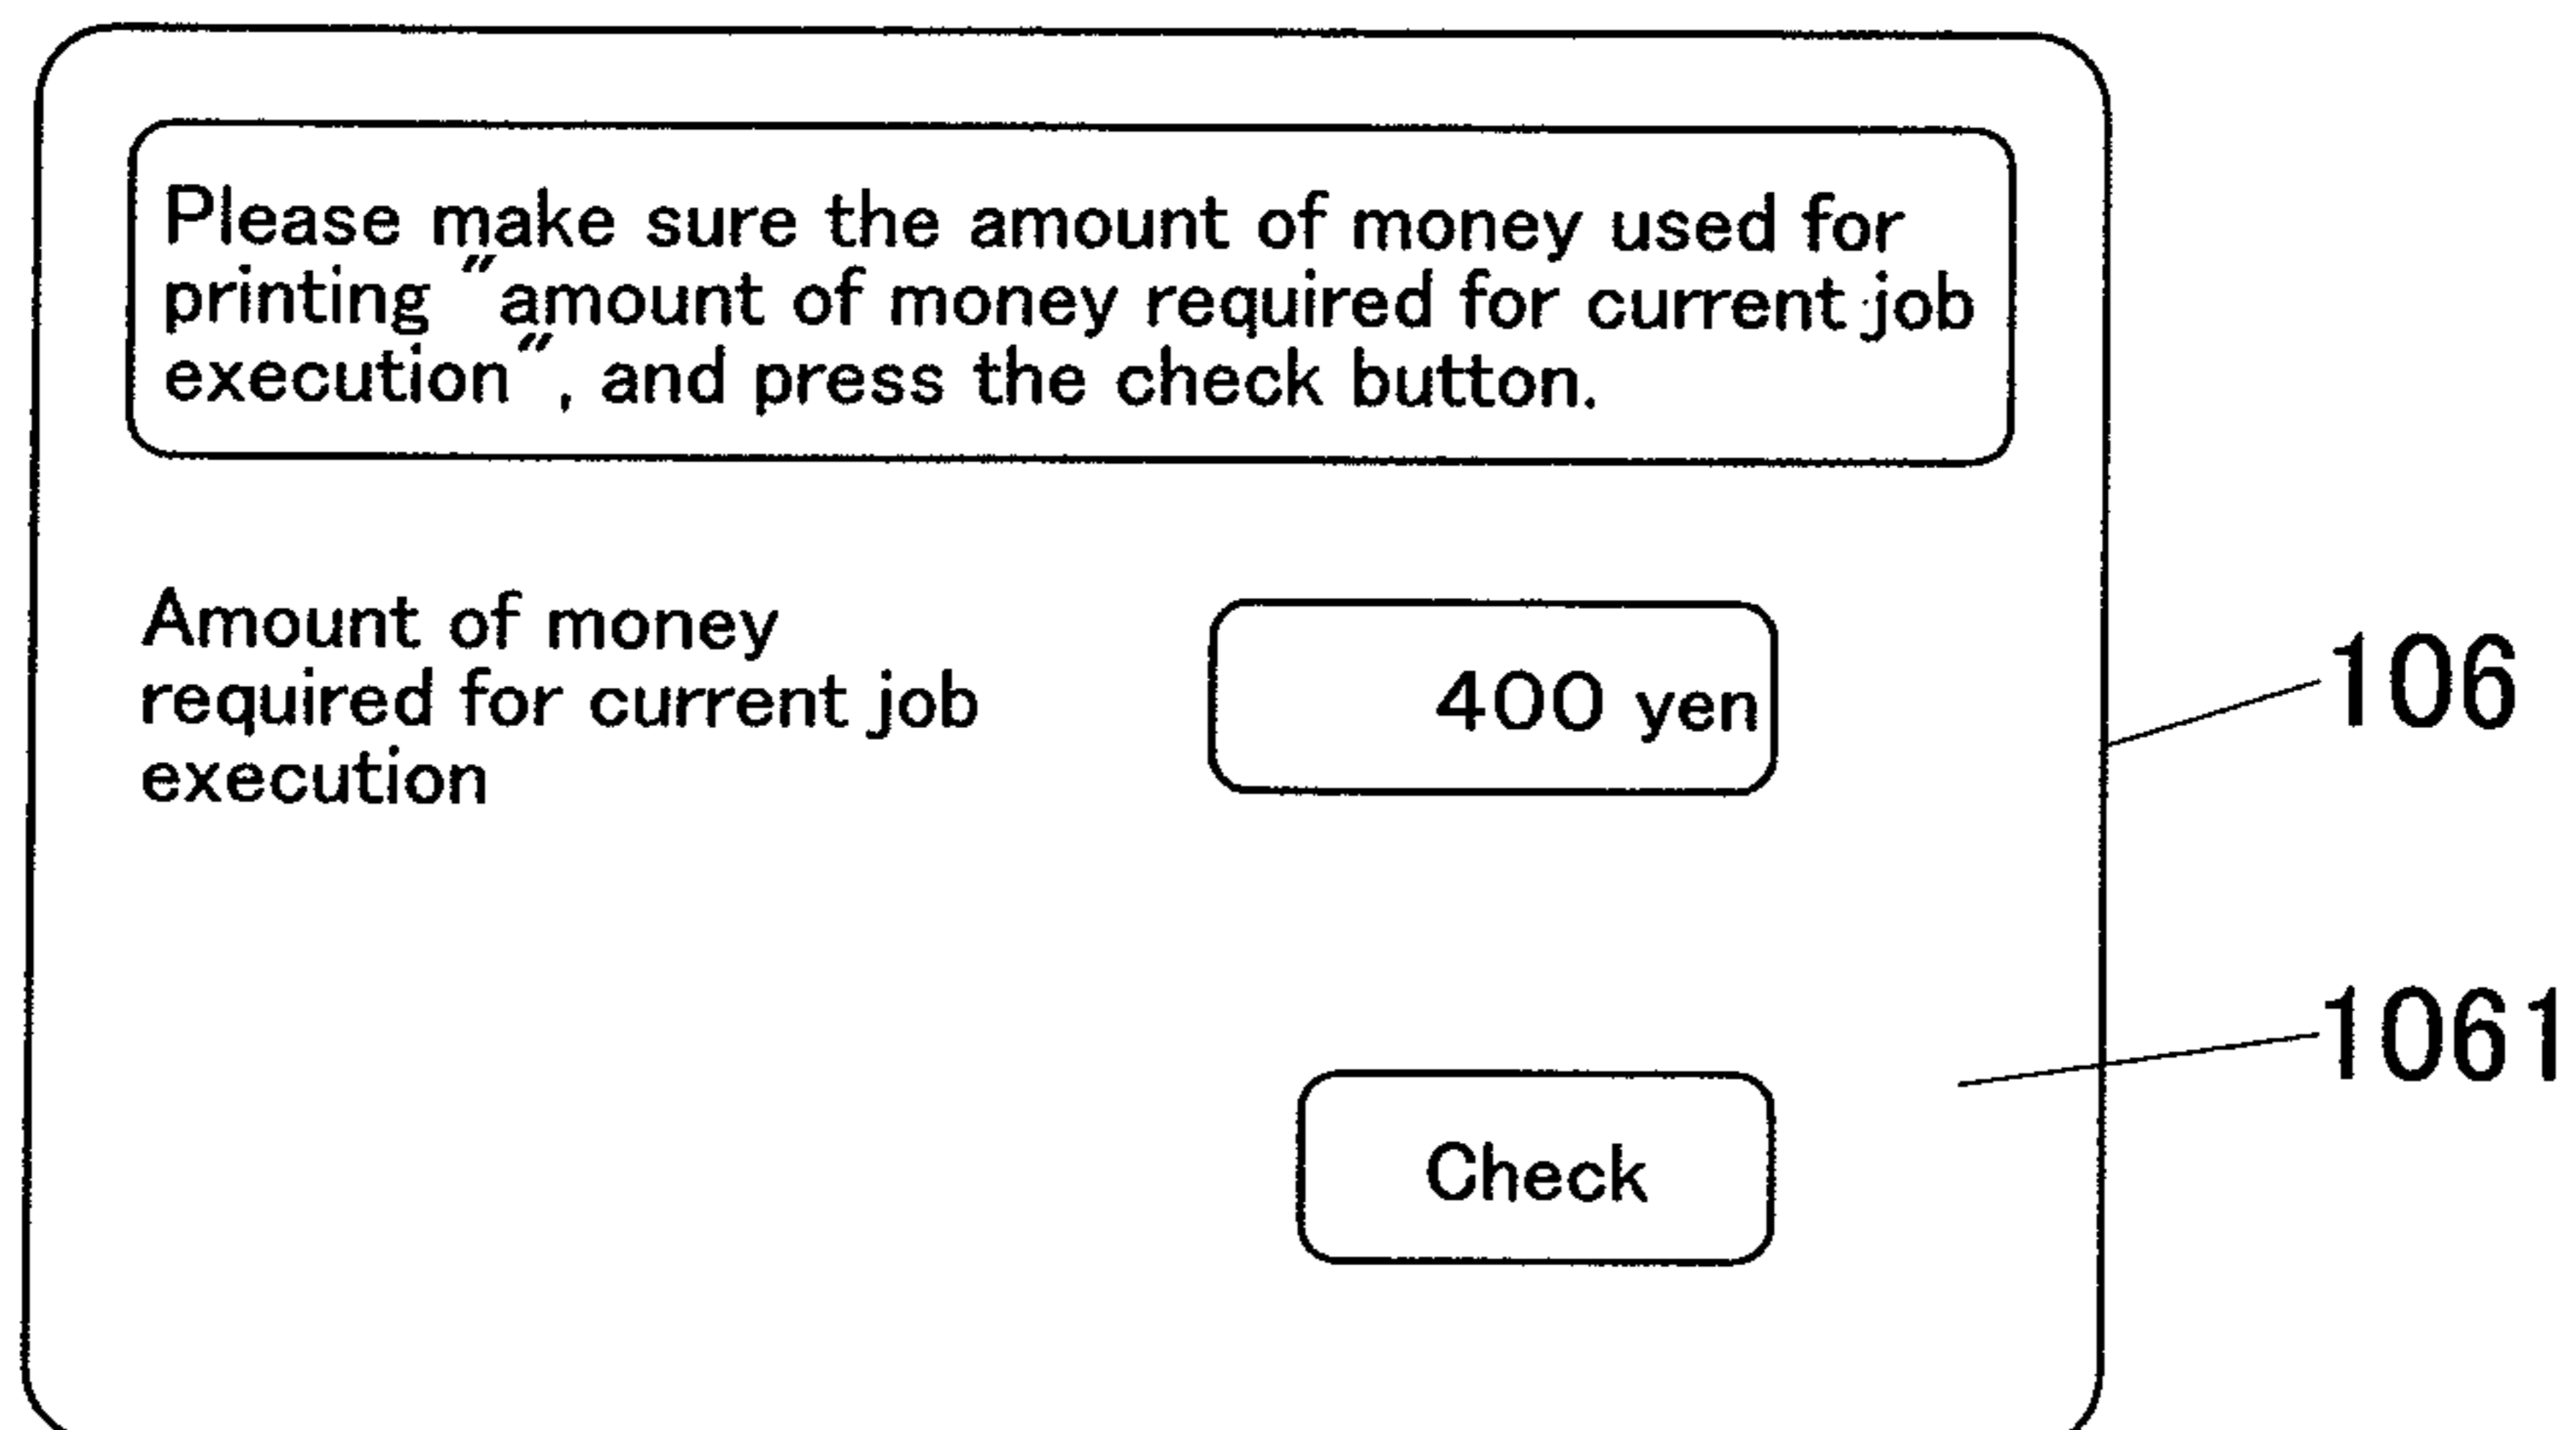 Please make sure the amount of money used for
printing "amount of money required for current job
execution", and press the check button.
Amount of money
required for current job
execution
400 yen
106
1061
Check